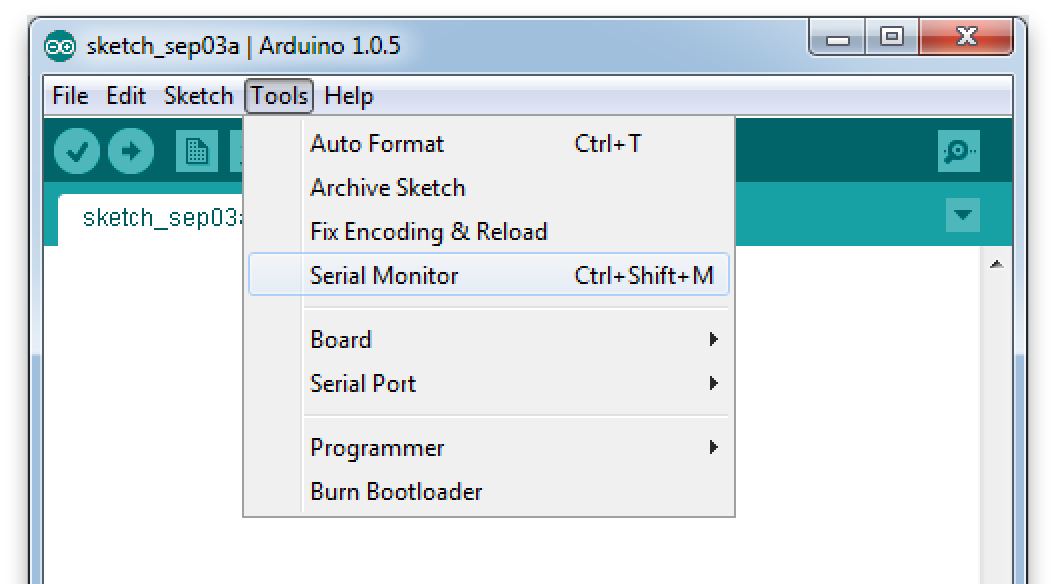 sketch_sep03a | Arduino 1.0.5
File Edit Sketch Tools Help
Auto Format Ctrl+T
Archive Sketch
sketch_sep03a
Fix Encoding & Reload
Serial Monitor Ctrl+Shift+M
Board
Serial Port
Programmer
Burn Bootloader